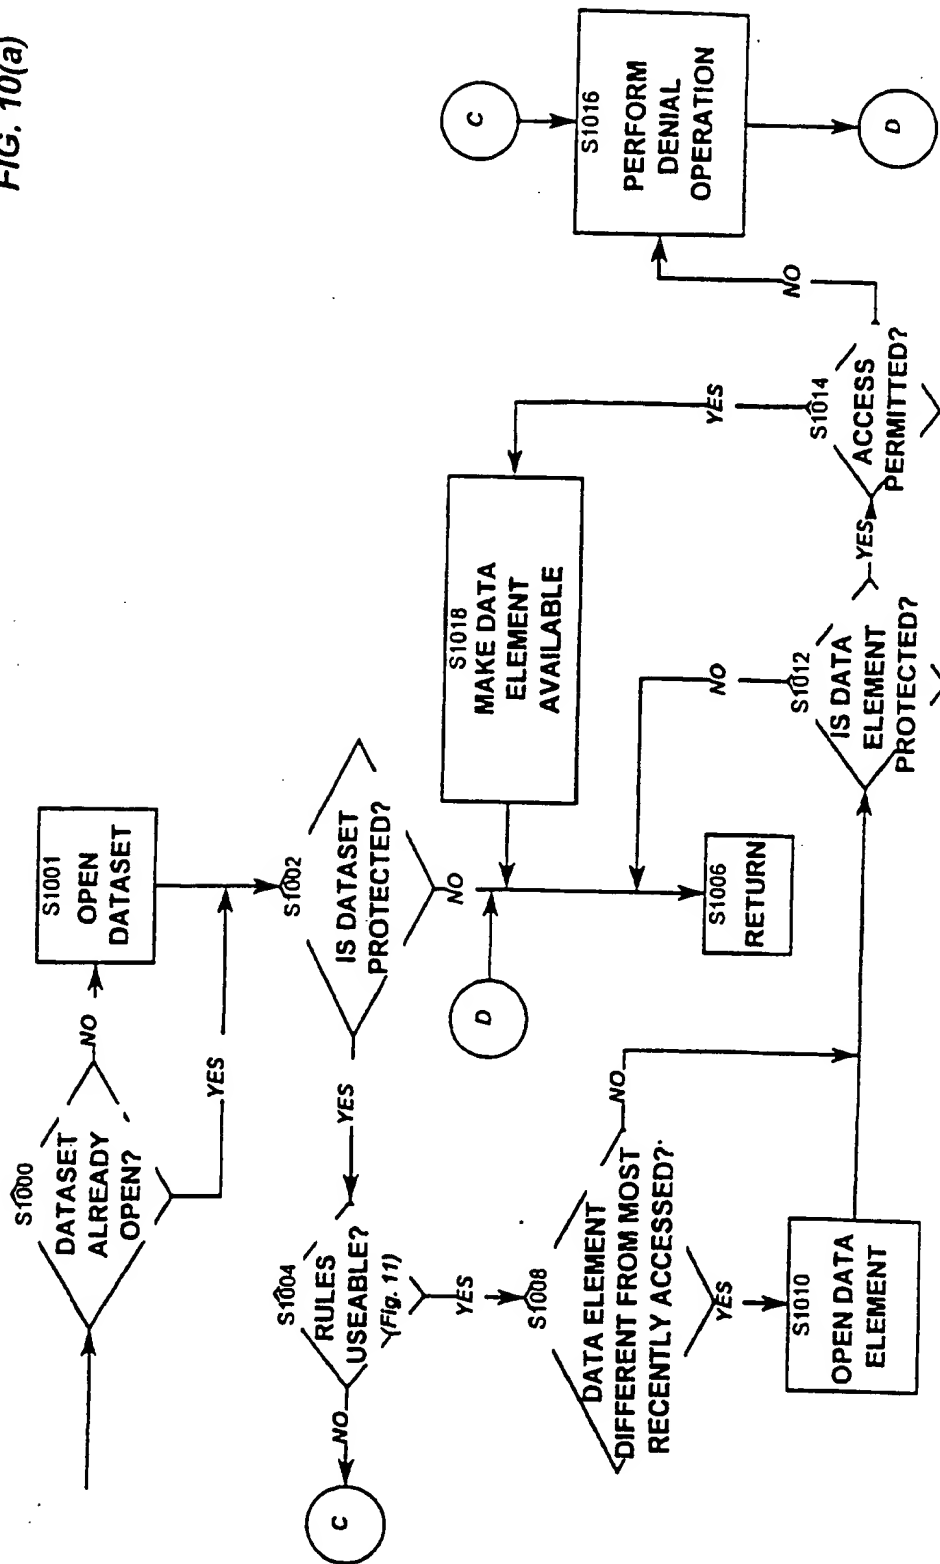 FIG. 10(a)
S1000
DATASET
ALREADY
OPEN?
NO
YES
S1001
OPEN
DATASET
S1002
IS DATASET
PROTECTED?
YES
NO
S1004
RULES
USEABLE?
(Fig. 11)
NO
YES
C
D
S1006
RETURN
S1008
DATA ELEMENT
DIFFERENT FROM MOST
RECENTLY ACCESSED?
NO
YES
S1010
OPEN DATA
ELEMENT
S1012
IS DATA
ELEMENT
PROTECTED?
NO
YES
S1014
ACCESS
PERMITTED?
YES
NO
S1018
MAKE DATA
ELEMENT
AVAILABLE
C
S1016
PERFORM
DENIAL
OPERATION
D